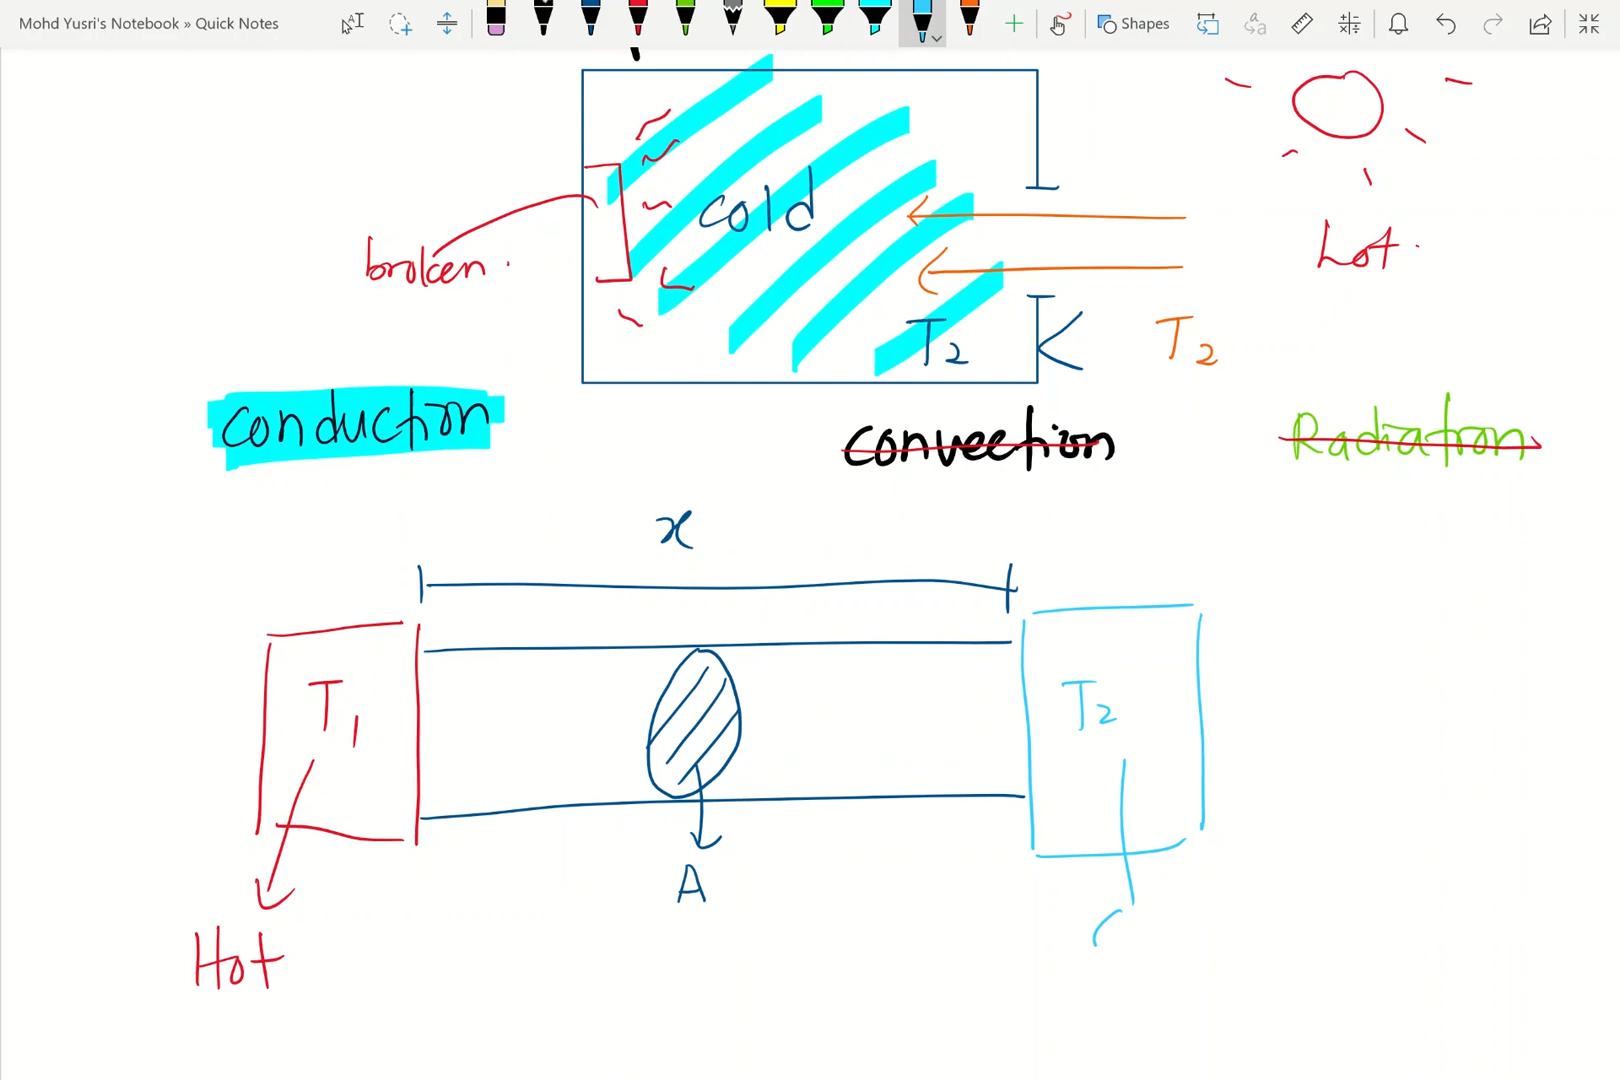 Mohd Yusri's Notebook » Quick Notes
Shapes
cold
broken.
Hot.
T2
K
T2
conduction
convection
Radiation
x
T1
T2
A
Hot